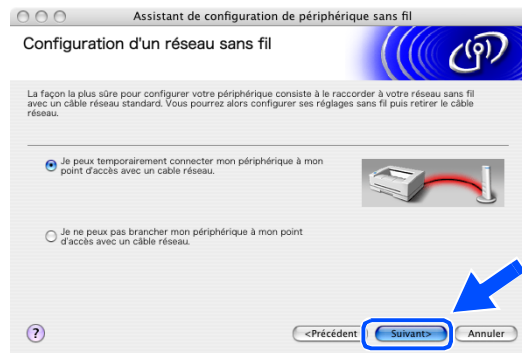 Assistant de configuration de périphérique sans fil
Configuration d'un réseau sans fil
La façon la plus sûre pour configurer votre périphérique consiste à le raccorder à votre réseau sans fil
avec un câble réseau standard. Vous pourrez alors configurer ses réglages sans fil puis retirer le câble
réseau.
Je peux temporairement connecter mon périphérique à mon
point d'accès avec un cable réseau.
Je ne peux pas brancher mon périphérique à mon point
d'accès avec un câble réseau.
?
<Précédent
Suivant>
Annuler